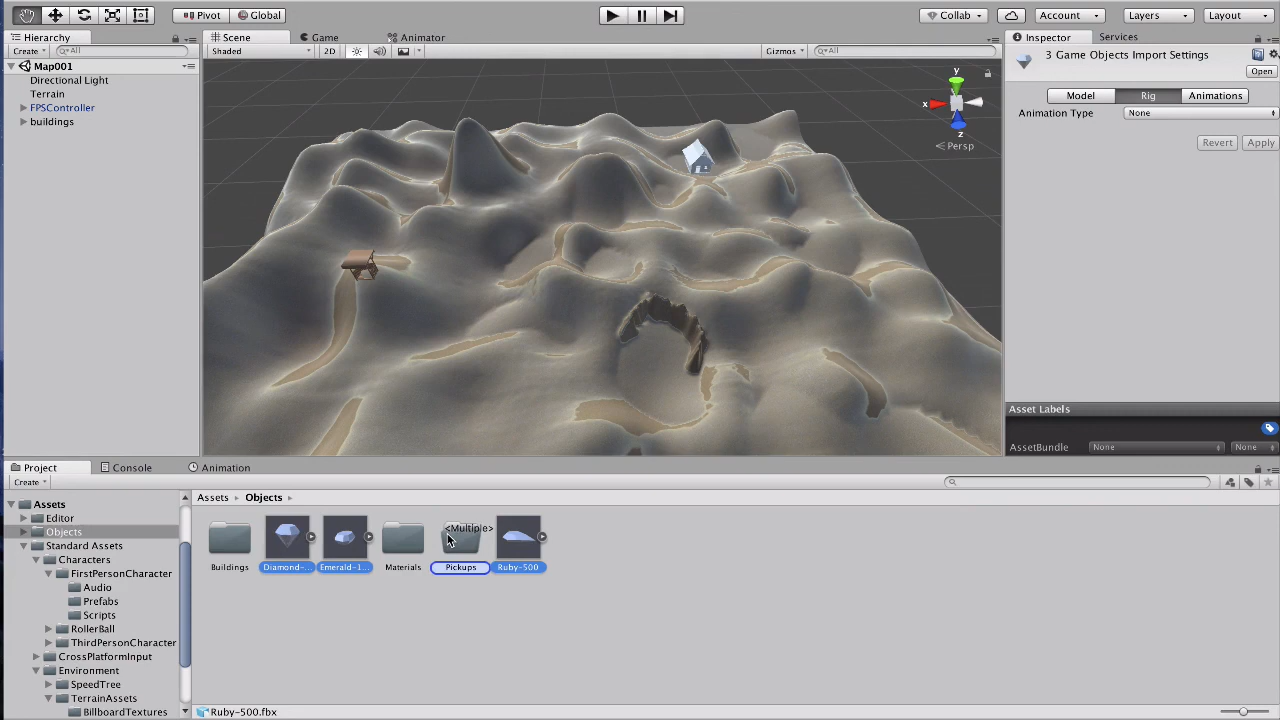 Pivot Global Collab Account Layers Layout
Hierarchy Scene Game Animator Inspector Services
Create All Shaded 2D Gizmos All 3 Game Objects Import Settings
Open
Map001
Directional Light
Terrain
FPSController
buildings
y
x
z
Persp
Model Rig Animations
Animation Type None
Revert Apply
Asset Labels
AssetBundle None None
Project Console Animation
Create
Assets
Editor
Objects
Standard Assets
Characters
FirstPersonCharacter
Audio
Prefabs
Scripts
RollerBall
ThirdPersonCharacter
CrossPlatformInput
Environment
SpeedTree
TerrainAssets
BillboardTextures
Assets Objects
<Multiple>
Buildings Diamond-... Emerald-1... Materials Pickups Ruby-500
Ruby-500.fbx